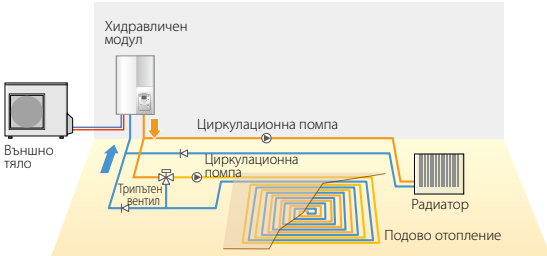 Хидравличен
модул
Външно
тяло
Циркулационна помпа
Циркулационна
помпа
Трипътен
вентил
Радиатор
Подово отопление